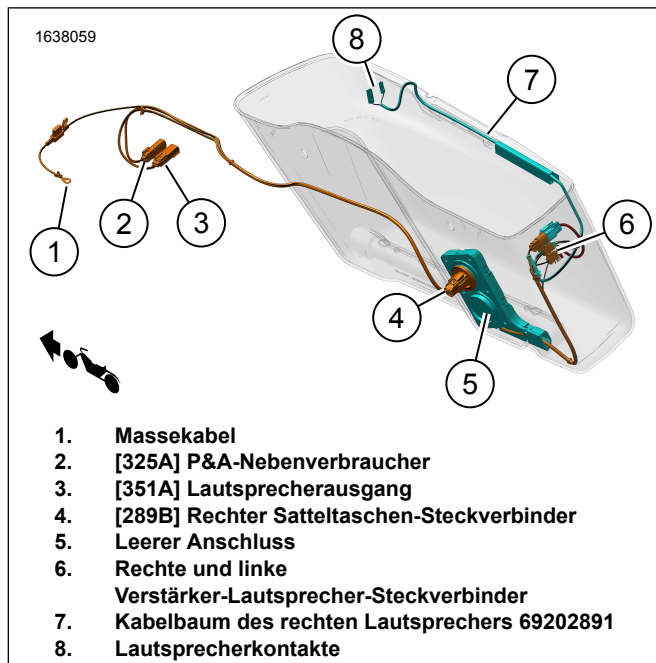 1638059
8
7
1
2
3
6
4
5
1. Massekabel
2. [325A] P&A-Nebenverbraucher
3. [351A] Lautsprecherausgang
4. [289B] Rechter Satteltaschen-Steckverbinder
5. Leerer Anschluss
6. Rechte und linke
Verstärker-Lautsprecher-Steckverbinder
7. Kabelbaum des rechten Lautsprechers 69202891
8. Lautsprecherkontakte